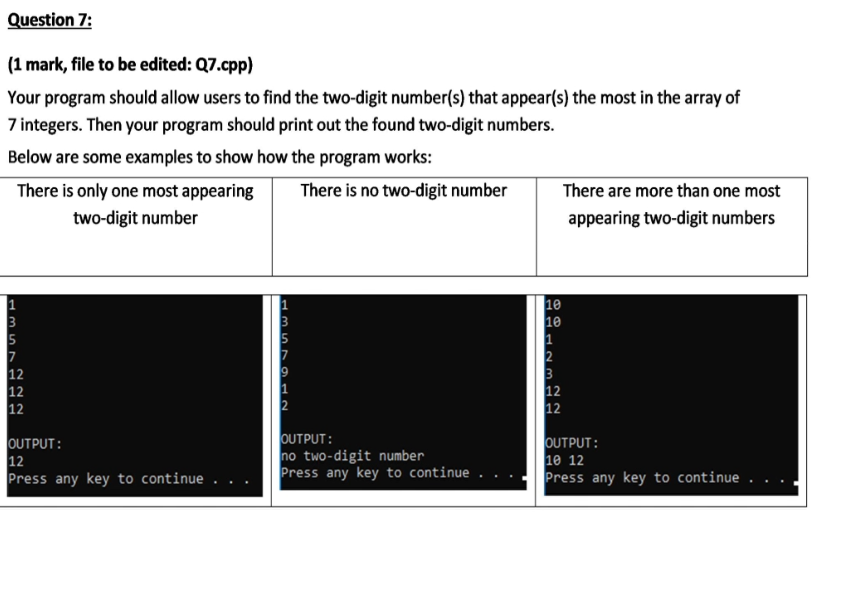 Question 7:
(1 mark, file to be edited: Q7.cpp)
Your program should allow users to find the two-digit number(s) that appear(s) the most in the array of
7 integers. Then your program should print out the found two-digit numbers.
Below are some examples to show how the program works:
There is only one most appearing
two-digit number
There is no two-digit number
There are more than one most
appearing two-digit numbers
1
3
5
7
12
12
12
OUTPUT:
12
Press any key to continue . . .
1
3
5
7
9
1
2
OUTPUT:
no two-digit number
Press any key to continue . . .
10
10
1
2
3
12
12
OUTPUT:
10 12
Press any key to continue . . .